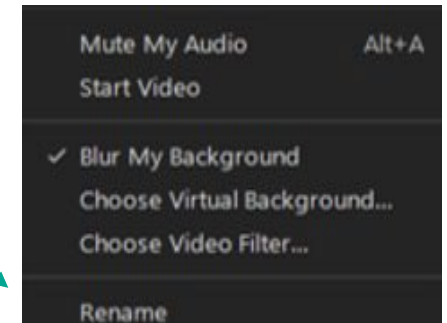 Mute My Audio Alt+A
Start Video
✓ Blur My Background
Choose Virtual Background...
Choose Video Filter...
Rename